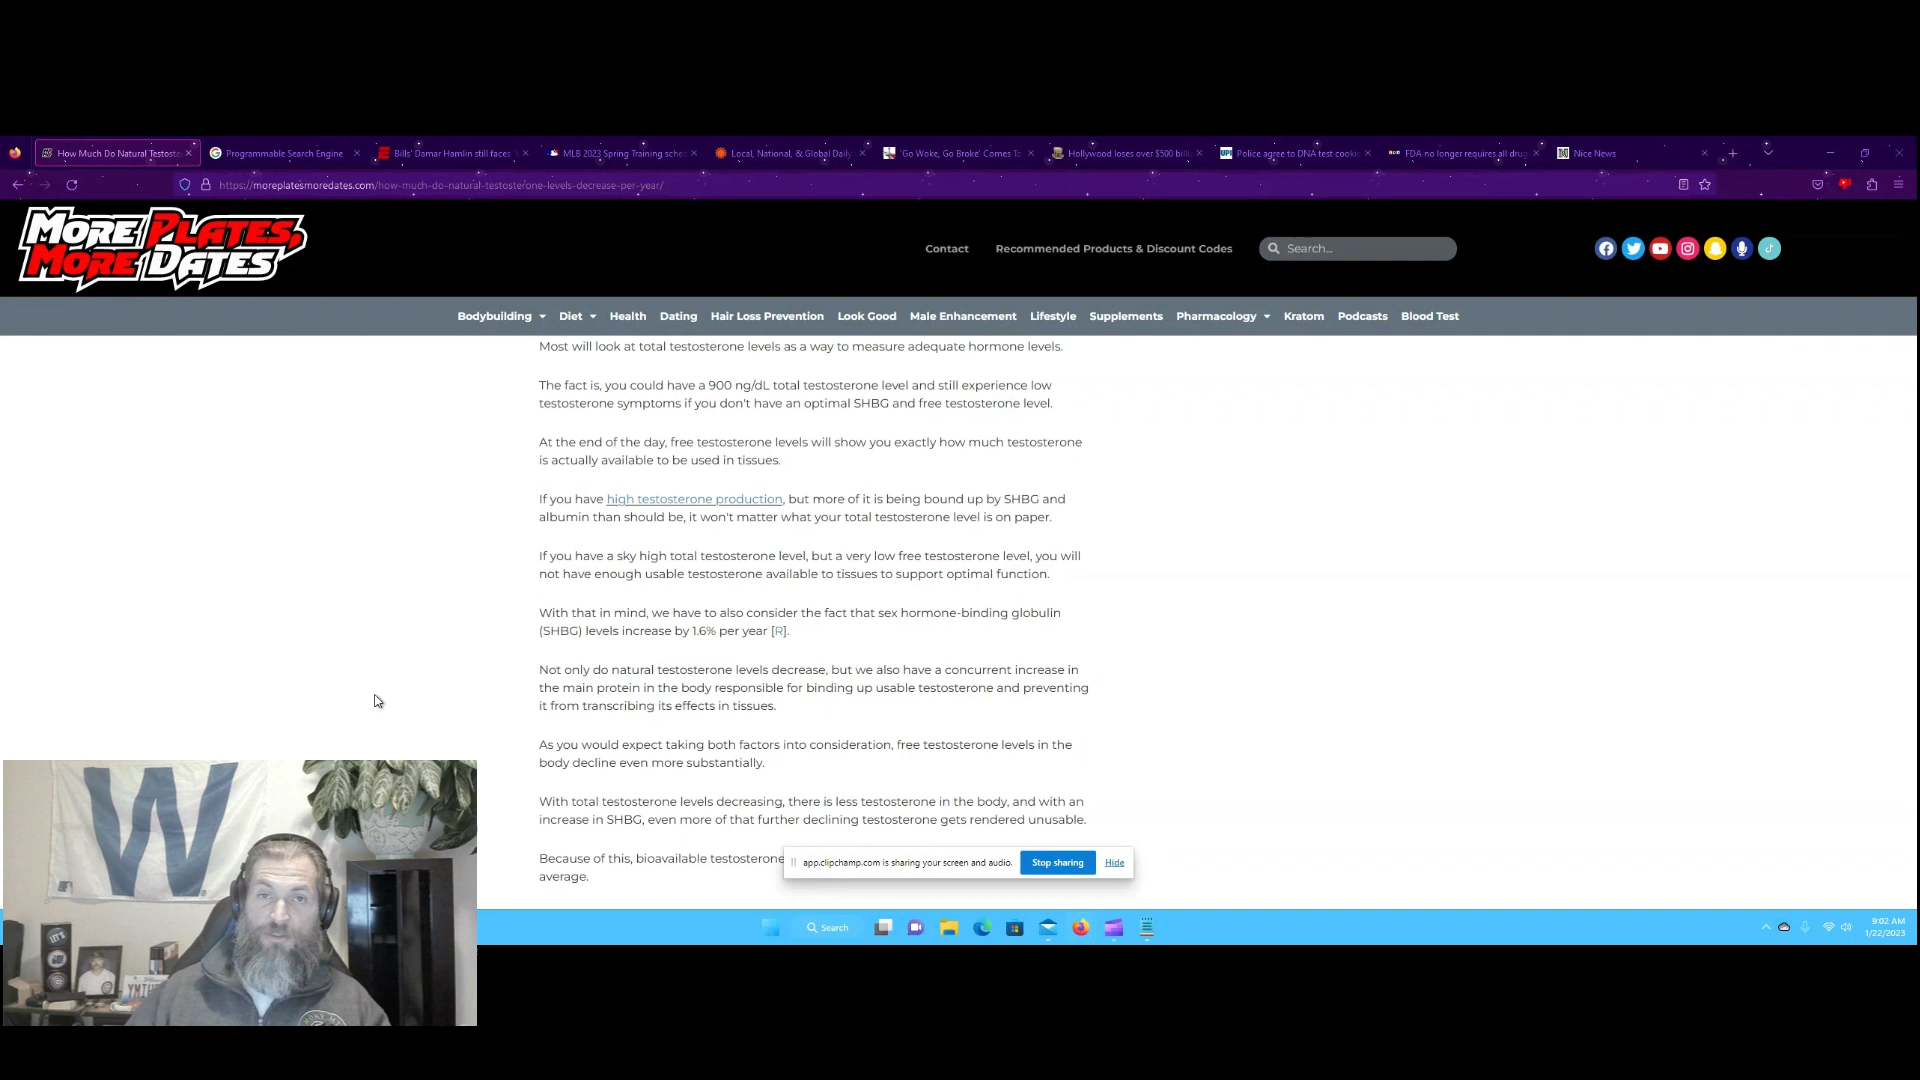 How Much Do Natural Testoste
Programmable Search Engine
Bills' Damar Hamlin still faces
MLB 2023 Spring Training sche
Local, National, & Global Daily
'Go Woke, Go Broke' Comes To
Hollywood loses over $500 billi
UPI
Police agree to DNA test cooki
FDA no longer requires all drug
Nice News
https://moreplatesmoredates.com/how-much-do-natural-testosterone-levels-decrease-per-year/
MORE PLATES,
MORE DATES
Contact
Recommended Products & Discount Codes
Search...
Bodybuilding
Diet
Health
Dating
Hair Loss Prevention
Look Good
Male Enhancement
Lifestyle
Supplements
Pharmacology
Kratom
Podcasts
Blood Test
Most will look at total testosterone levels as a way to measure adequate hormone levels.
The fact is, you could have a 900 ng/dL total testosterone level and still experience low
testosterone symptoms if you don't have an optimal SHBG and free testosterone level.
At the end of the day, free testosterone levels will show you exactly how much testosterone
is actually available to be used in tissues.
If you have high testosterone production, but more of it is being bound up by SHBG and
albumin than should be, it won't matter what your total testosterone level is on paper.
If you have a sky high total testosterone level, but a very low free testosterone level, you will
not have enough usable testosterone available to tissues to support optimal function.
With that in mind, we have to also consider the fact that sex hormone-binding globulin
(SHBG) levels increase by 1.6% per year [R].
Not only do natural testosterone levels decrease, but we also have a concurrent increase in
the main protein in the body responsible for binding up usable testosterone and preventing
it from transcribing its effects in tissues.
As you would expect taking both factors into consideration, free testosterone levels in the
body decline even more substantially.
With total testosterone levels decreasing, there is less testosterone in the body, and with an
increase in SHBG, even more of that further declining testosterone gets rendered unusable.
Because of this, bioavailable testosterone
average.
app.clipchamp.com is sharing your screen and audio.
Stop sharing
Hide
W
Search
9:02 AM
1/22/2023